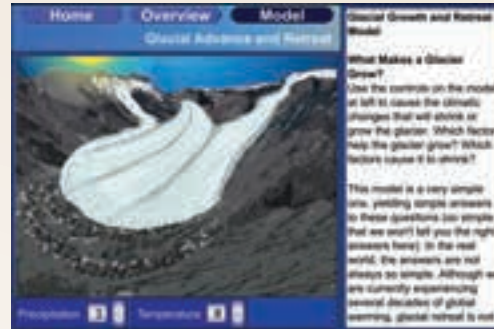 Home Overview Model
Glacial Advance and Retreat
Precipitation 3 Temperature
Glacial Growth and Retreat
Model
What Makes a Glacier
Grow?
Use the controls on the model
at left to cause the climatic
changes that will shrink or
grow the glacier. Which factors
help the glacier grow? Which
factors cause it to shrink?
This model is a very simple
one, yielding simple answers
to these questions (so simple
that we won't tell you the right
answers here). In the real
world, the answers are not
always so simple. Although we
are currently experiencing
several decades of global
warming, glacial retreat is not